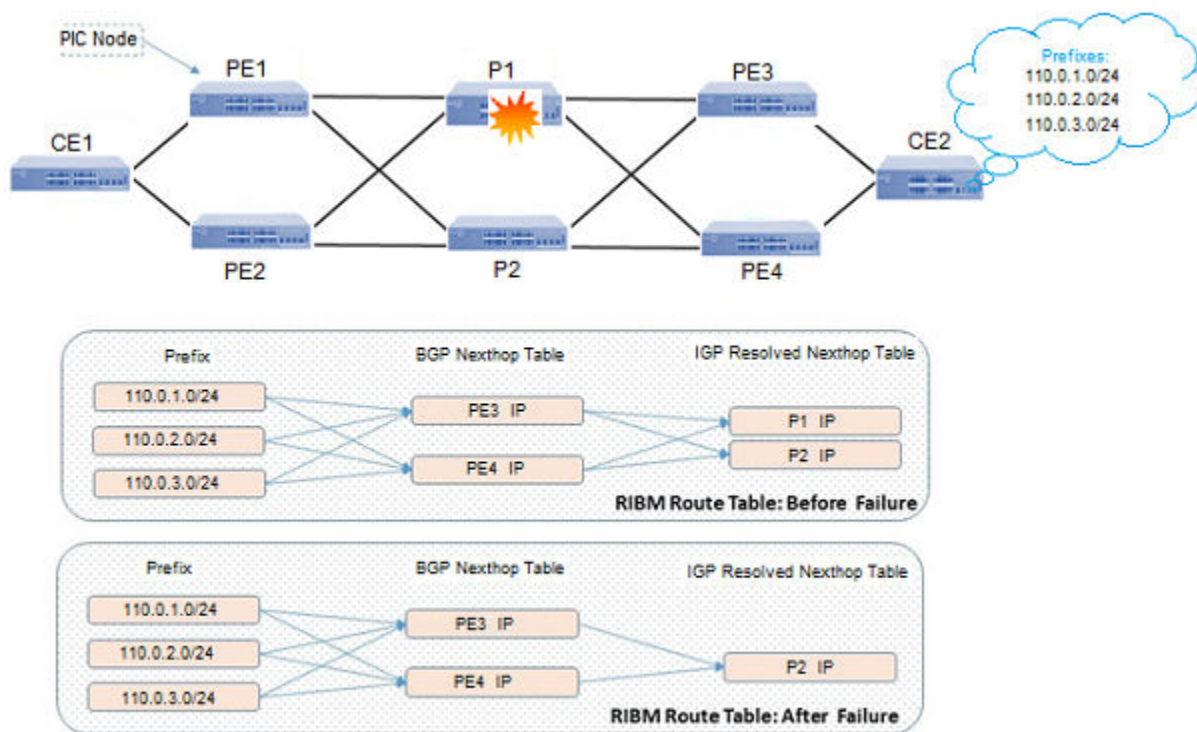 PIC Node
PE1
P1
PE3
Prefixes:
110.0.1.0/24
110.0.2.0/24
110.0.3.0/24
CE1
CE2
PE2
P2
PE4
Prefix
BGP Nexthop Table
IGP Resolved Nexthop Table
110.0.1.0/24
PE3 IP
P1 IP
110.0.2.0/24
P2 IP
PE4 IP
110.0.3.0/24
RIBM Route Table: Before Failure
Prefix
BGP Nexthop Table
IGP Resolved Nexthop Table
110.0.1.0/24
PE3 IP
110.0.2.0/24
P2 IP
PE4 IP
110.0.3.0/24
RIBM Route Table: After Failure